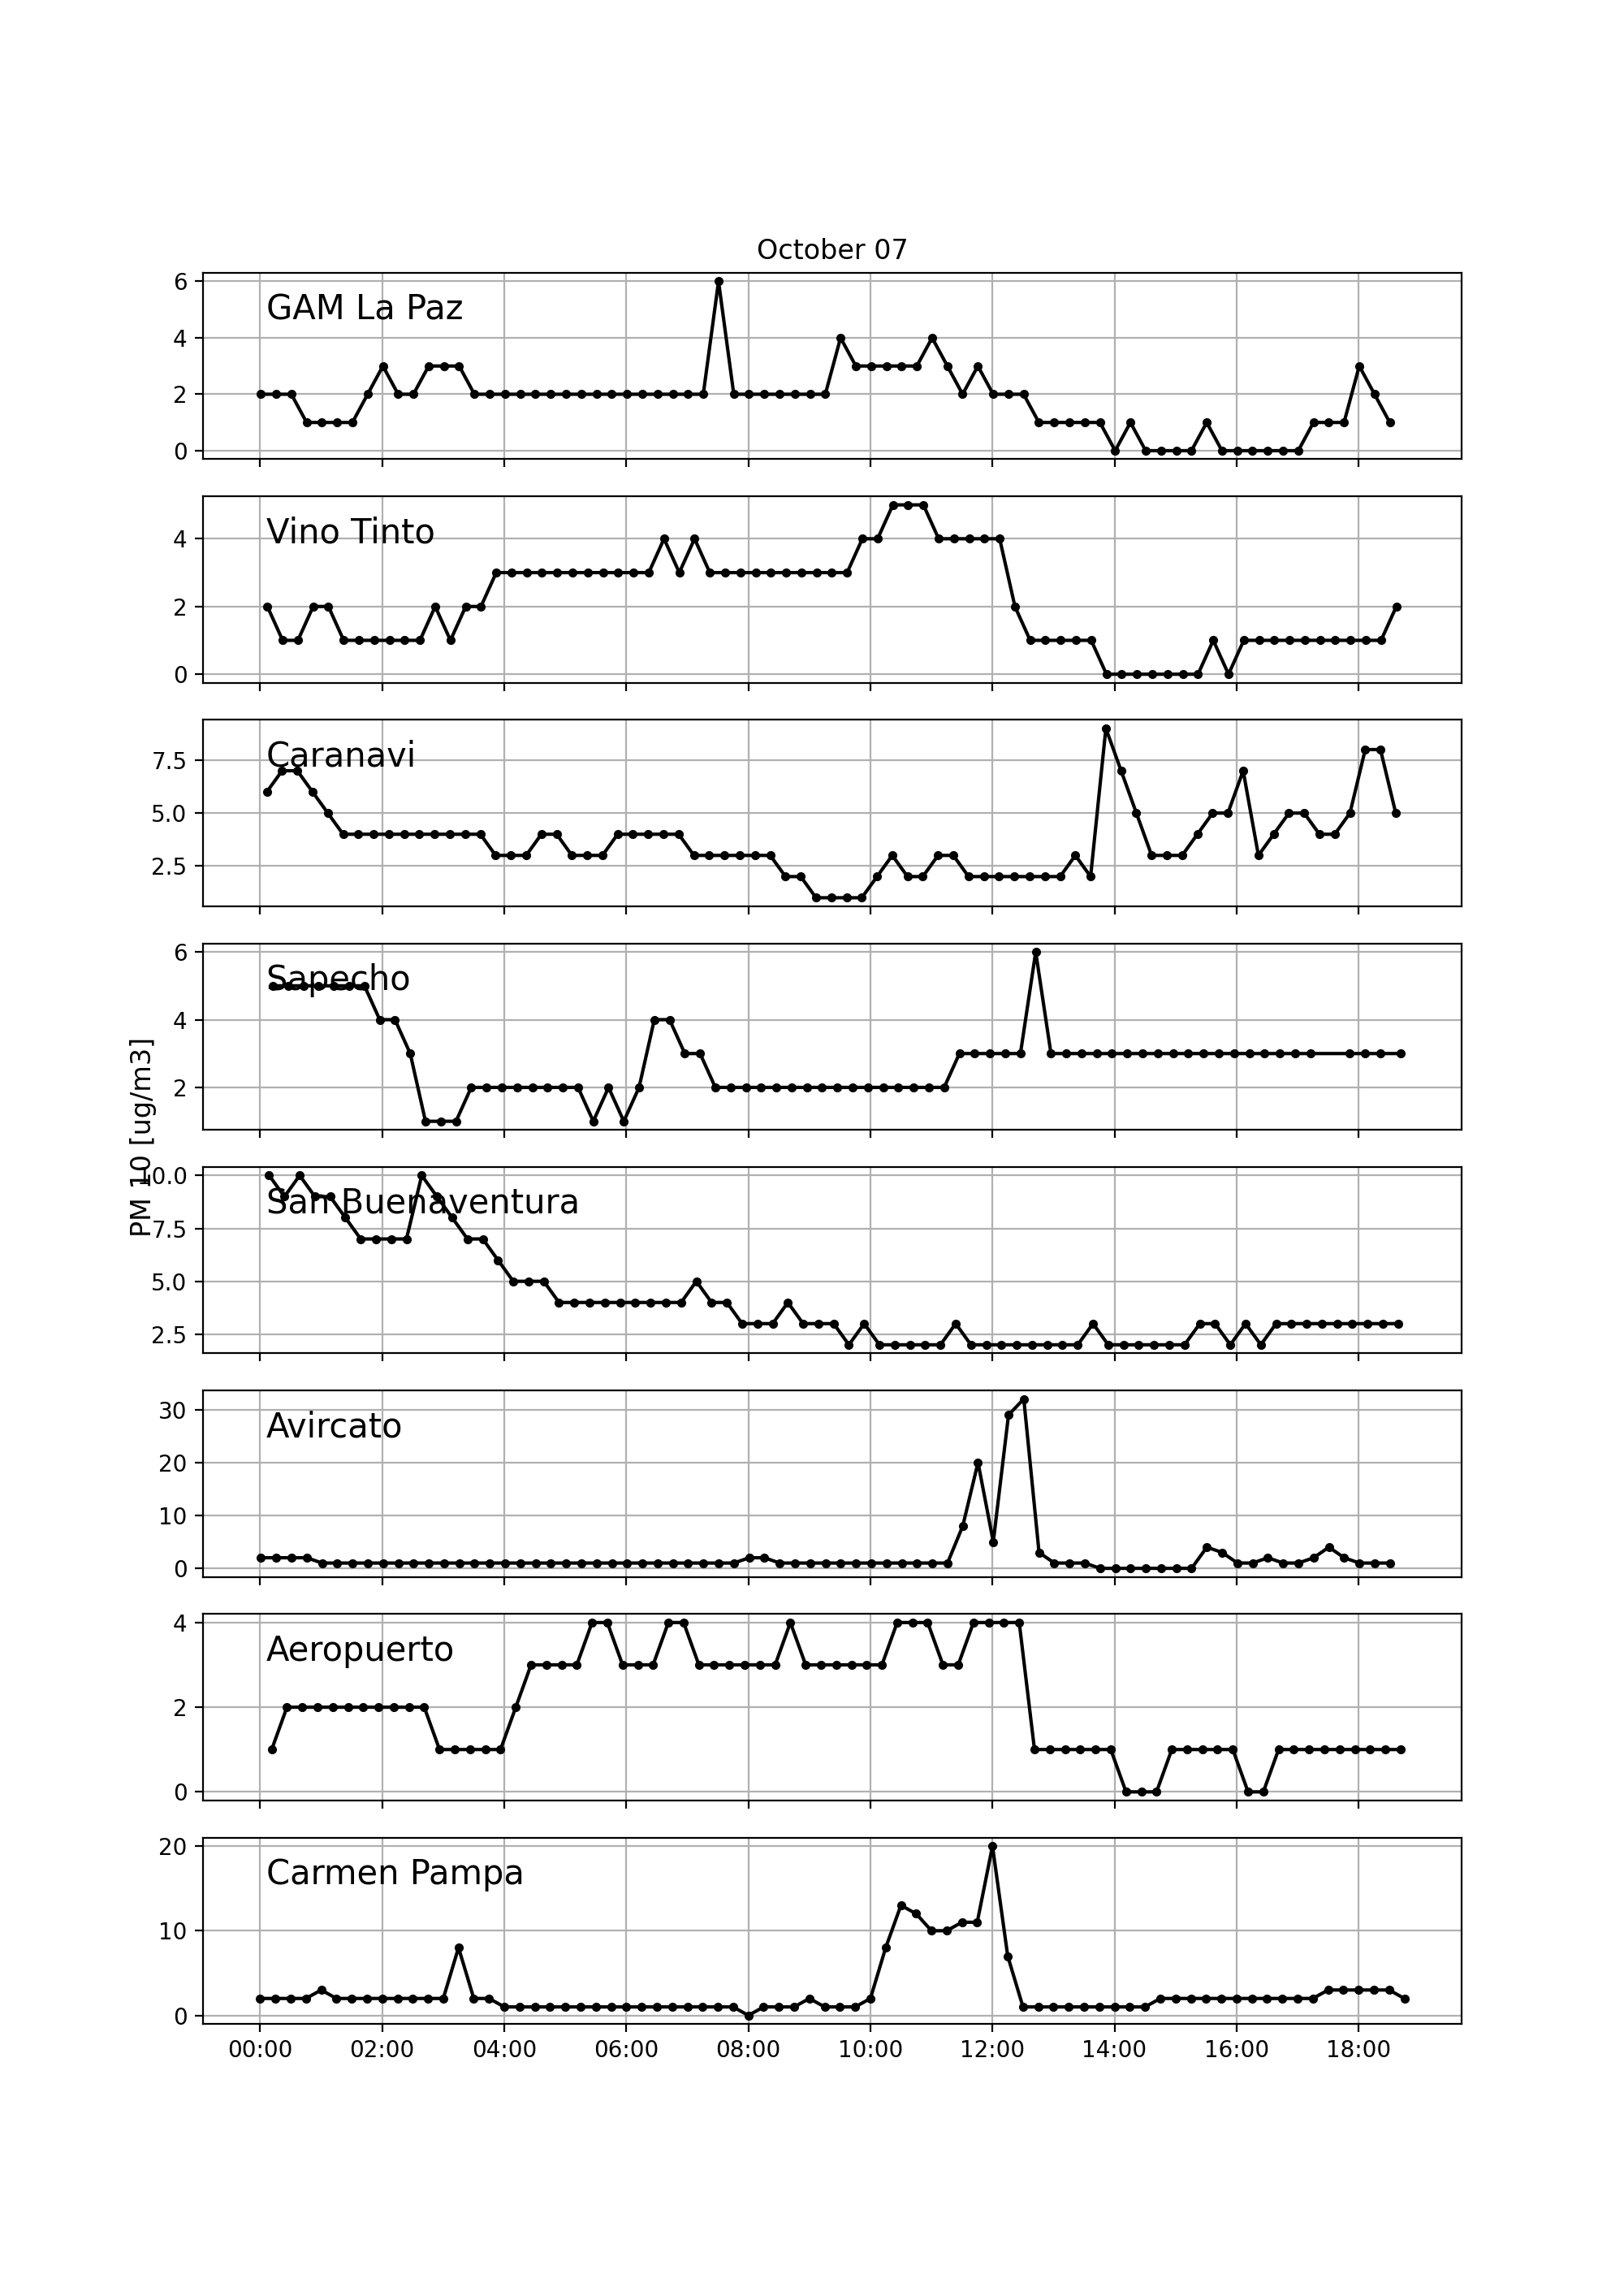 October 07
6
GAM La Paz
4
2
0
Vino Tinto
4
2
0
Caranavi
7.5
5.0
2.5
6
Sapecho
4
2
PM 10 [ug/m3]
10.0
San Buenaventura
7.5
5.0
2.5
30
Avircato
20
10
0
4
Aeropuerto
2
0
20
Carmen Pampa
10
0
00:00 02:00 04:00 06:00 08:00 10:00 12:00 14:00 16:00 18:00